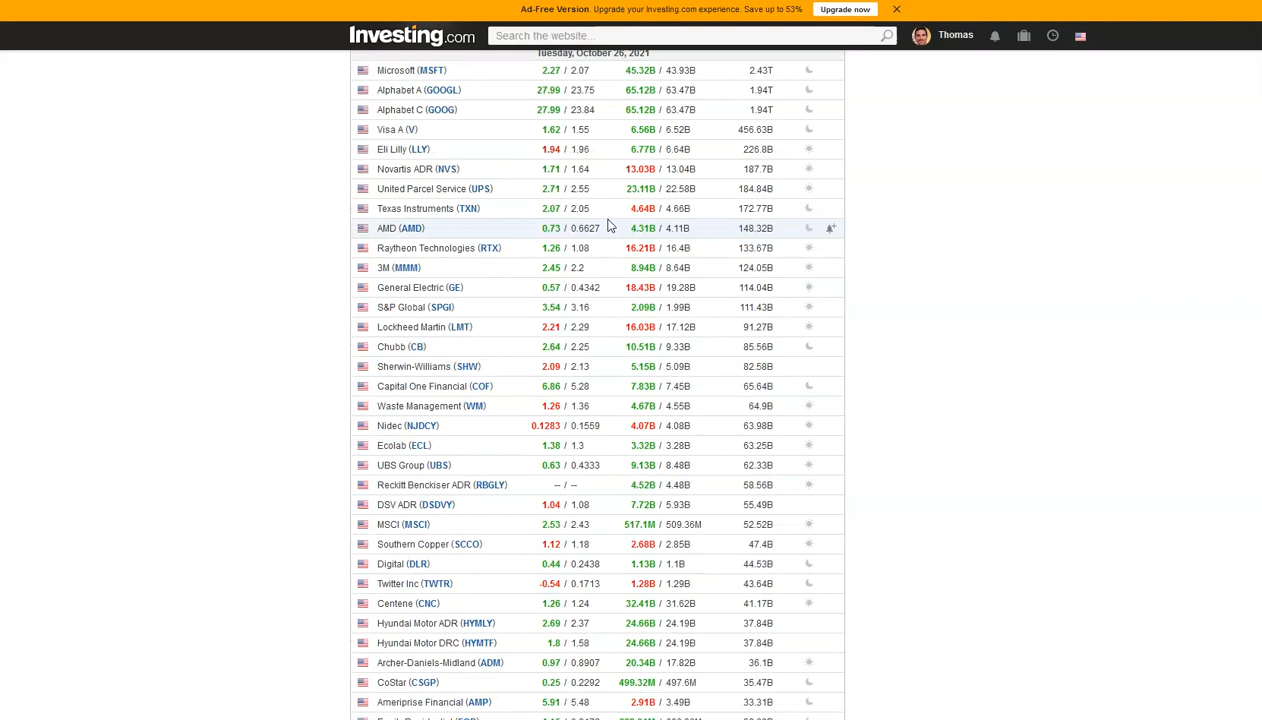 Ad-Free Version. Upgrade your Investing.com experience. Save up to 53% Upgrade now
Investing.com Search the website... Thomas
Tuesday, October 26, 2021
Microsoft (MSFT) 2.27 / 2.07 45.32B / 43.93B 2.43T
Alphabet A (GOOGL) 27.99 / 23.75 65.12B / 63.47B 1.94T
Alphabet C (GOOG) 27.99 / 23.84 65.12B / 63.47B 1.94T
Visa A (V) 1.62 / 1.55 6.56B / 6.52B 456.63B
Eli Lilly (LLY) 1.94 / 1.96 6.77B / 6.64B 226.8B
Novartis ADR (NVS) 1.71 / 1.64 13.03B / 13.04B 187.7B
United Parcel Service (UPS) 2.71 / 2.55 23.11B / 22.58B 184.84B
Texas Instruments (TXN) 2.07 / 2.05 4.64B / 4.66B 172.77B
AMD (AMD) 0.73 / 0.6627 4.31B / 4.11B 148.32B
Raytheon Technologies (RTX) 1.26 / 1.08 16.21B / 16.4B 133.67B
3M (MMM) 2.45 / 2.2 8.94B / 8.64B 124.05B
General Electric (GE) 0.57 / 0.4342 18.43B / 19.28B 114.04B
S&P Global (SPGI) 3.54 / 3.16 2.09B / 1.99B 111.43B
Lockheed Martin (LMT) 2.21 / 2.29 16.03B / 17.12B 91.27B
Chubb (CB) 2.64 / 2.25 10.51B / 9.33B 85.56B
Sherwin-Williams (SHW) 2.09 / 2.13 5.15B / 5.09B 82.58B
Capital One Financial (COF) 6.86 / 5.28 7.83B / 7.45B 65.64B
Waste Management (WM) 1.26 / 1.36 4.67B / 4.55B 64.9B
Nidec (NJDCY) 0.1283 / 0.1559 4.07B / 4.08B 63.98B
Ecolab (ECL) 1.38 / 1.3 3.32B / 3.28B 63.25B
UBS Group (UBS) 0.63 / 0.4333 9.13B / 8.48B 62.33B
Reckitt Benckiser ADR (RBGLY) -- / -- 4.52B / 4.48B 58.56B
DSV ADR (DSDVY) 1.04 / 1.08 7.72B / 5.93B 55.49B
MSCI (MSCI) 2.53 / 2.43 517.1M / 509.36M 52.52B
Southern Copper (SCCO) 1.12 / 1.18 2.68B / 2.85B 47.4B
Digital (DLR) 0.44 / 0.2438 1.13B / 1.1B 44.53B
Twitter Inc (TWTR) -0.54 / 0.1713 1.28B / 1.29B 43.64B
Centene (CNC) 1.26 / 1.24 32.41B / 31.62B 41.17B
Hyundai Motor ADR (HYMLY) 2.69 / 2.37 24.66B / 24.19B 37.84B
Hyundai Motor DRC (HYMTF) 1.8 / 1.58 24.66B / 24.19B 37.84B
Archer-Daniels-Midland (ADM) 0.97 / 0.8907 20.34B / 17.82B 36.1B
CoStar (CSGP) 0.25 / 0.2292 499.32M / 497.6M 35.47B
Ameriprise Financial (AMP) 5.91 / 5.48 2.91B / 3.49B 33.31B